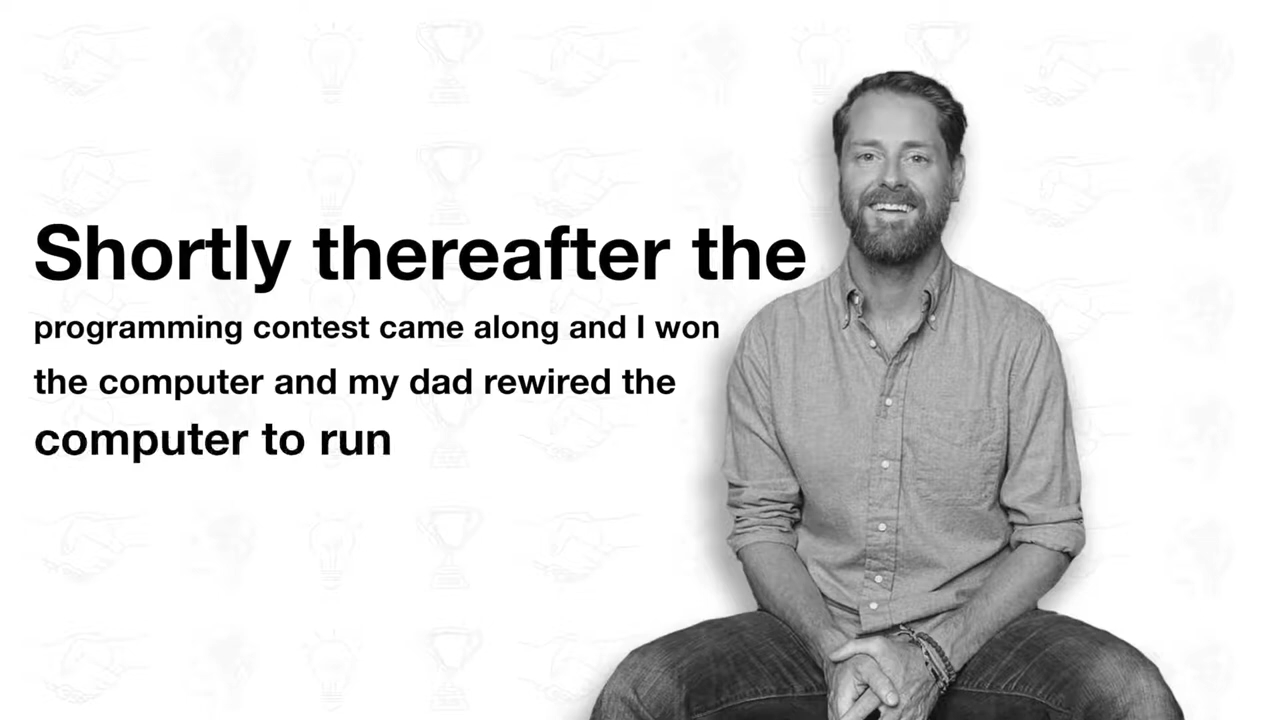 Shortly thereafter the
programming contest came along and I won
the computer and my dad rewired the
computer to run